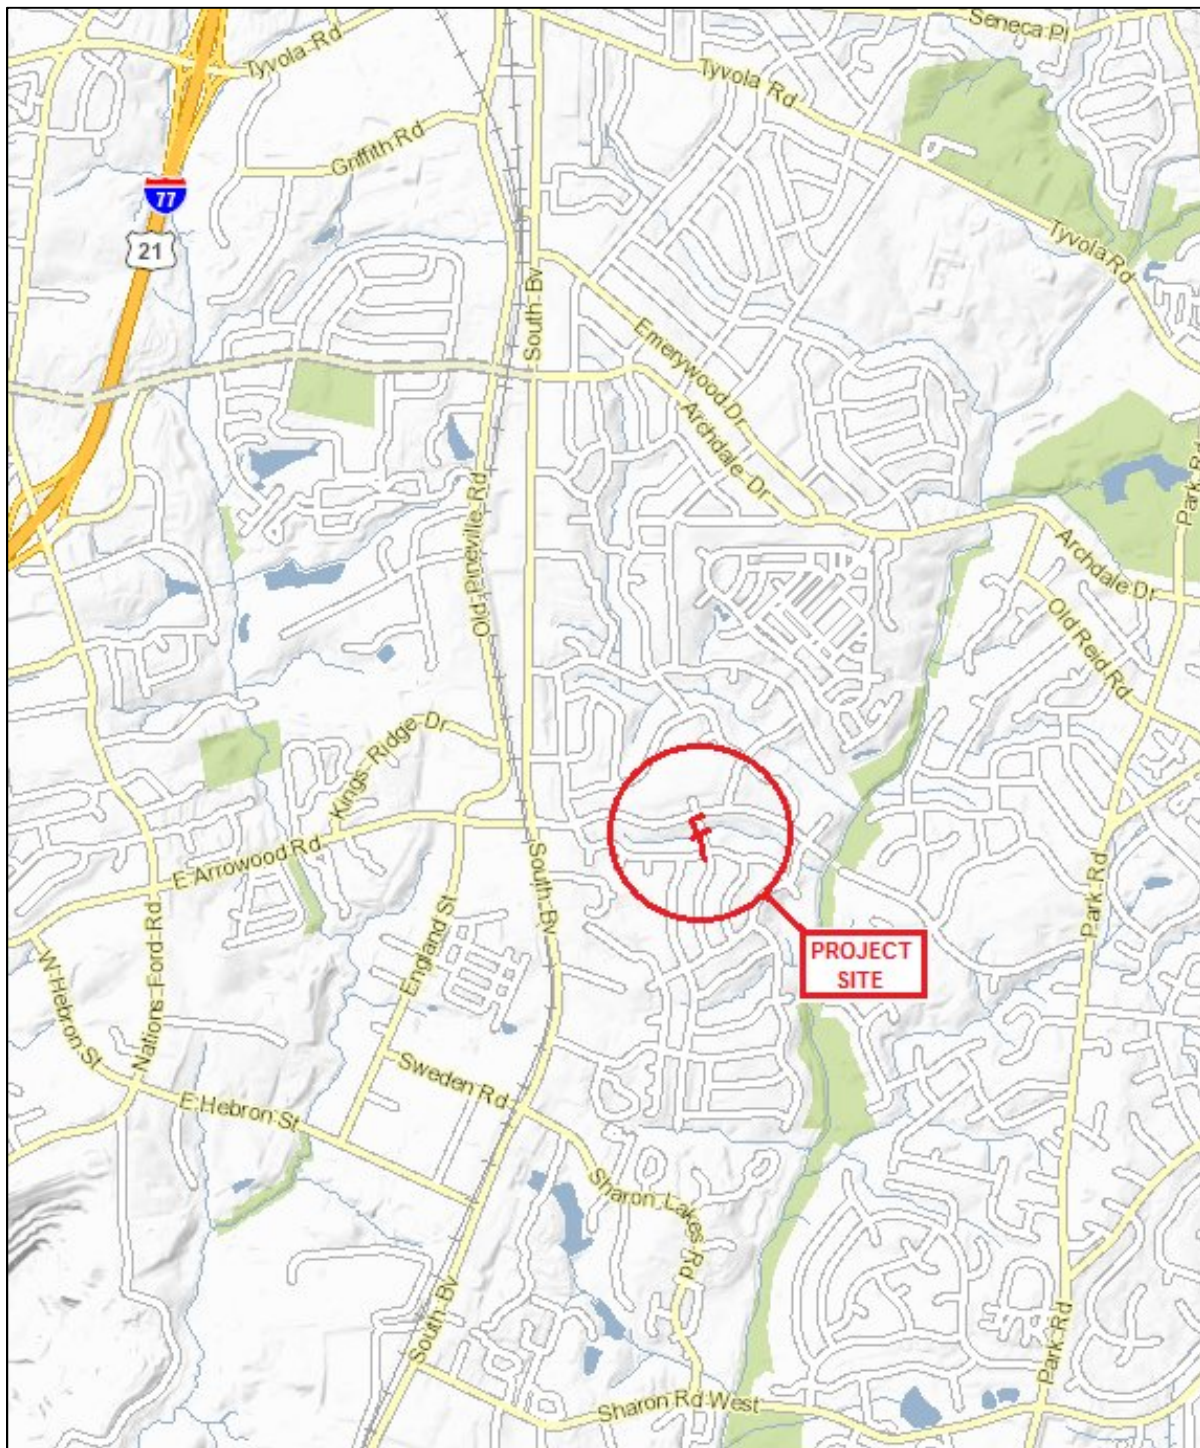 Seneca Pl
Tyvola Rd
Tyvola Rd
Griffith Rd
77
21
Tyvola Rd
South Bv
Emerywood Dr
Archdale Dr
Park Rd
Old Pineville Rd
Archdale Dr
Old Reid Rd
Kings Ridge Dr
E Arrowood Rd
South Bv
Park Rd
England St
PROJECT
SITE
W Hebron St
Nations Ford Rd
Sweden Rd
E Hebron St
Sharon Lakes Rd
South Bv
Park Rd
Sharon Rd West